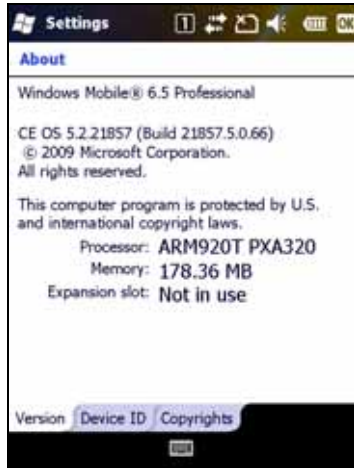 Settings
1
OK
About
Windows Mobile® 6.5 Professional
CE OS 5.2.21857 (Build 21857.5.0.66)
© 2009 Microsoft Corporation.
All rights reserved.
This computer program is protected by U.S.
and international copyright laws.
Processor: ARM920T PXA320
Memory: 178.36 MB
Expansion slot: Not in use
Version Device ID Copyrights